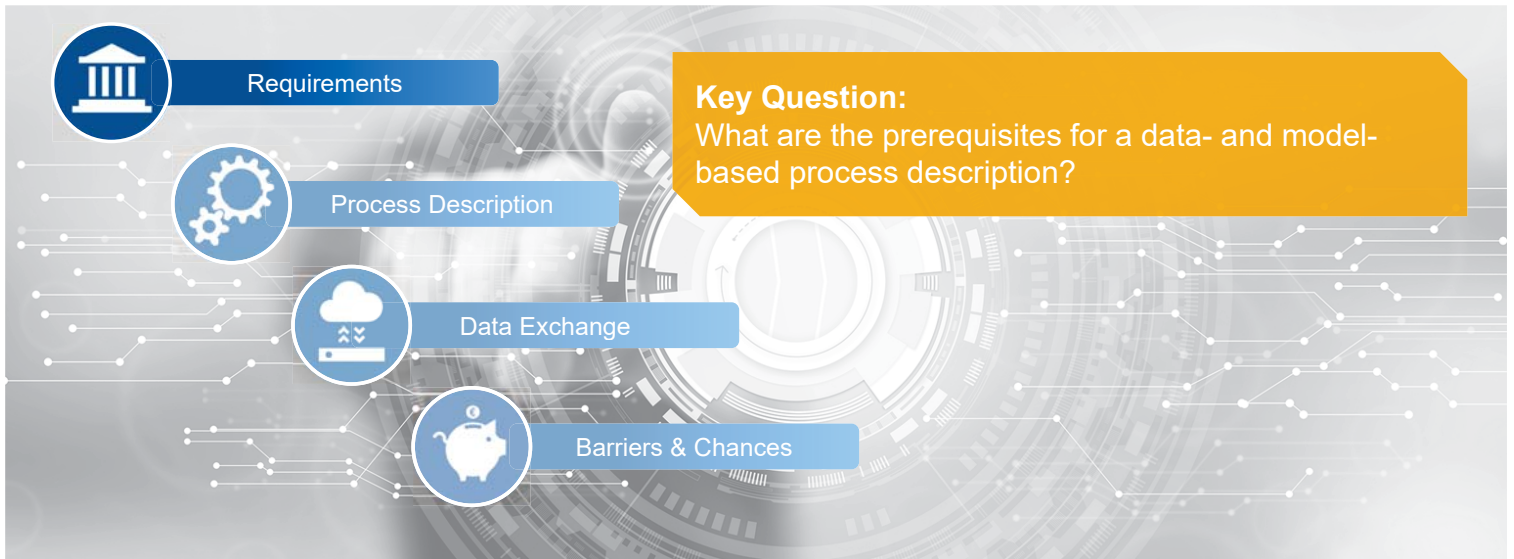 Requirements
Key Question:
What are the prerequisites for a data- and model-
based process description?
Process Description
Data Exchange
€
Barriers & Chances